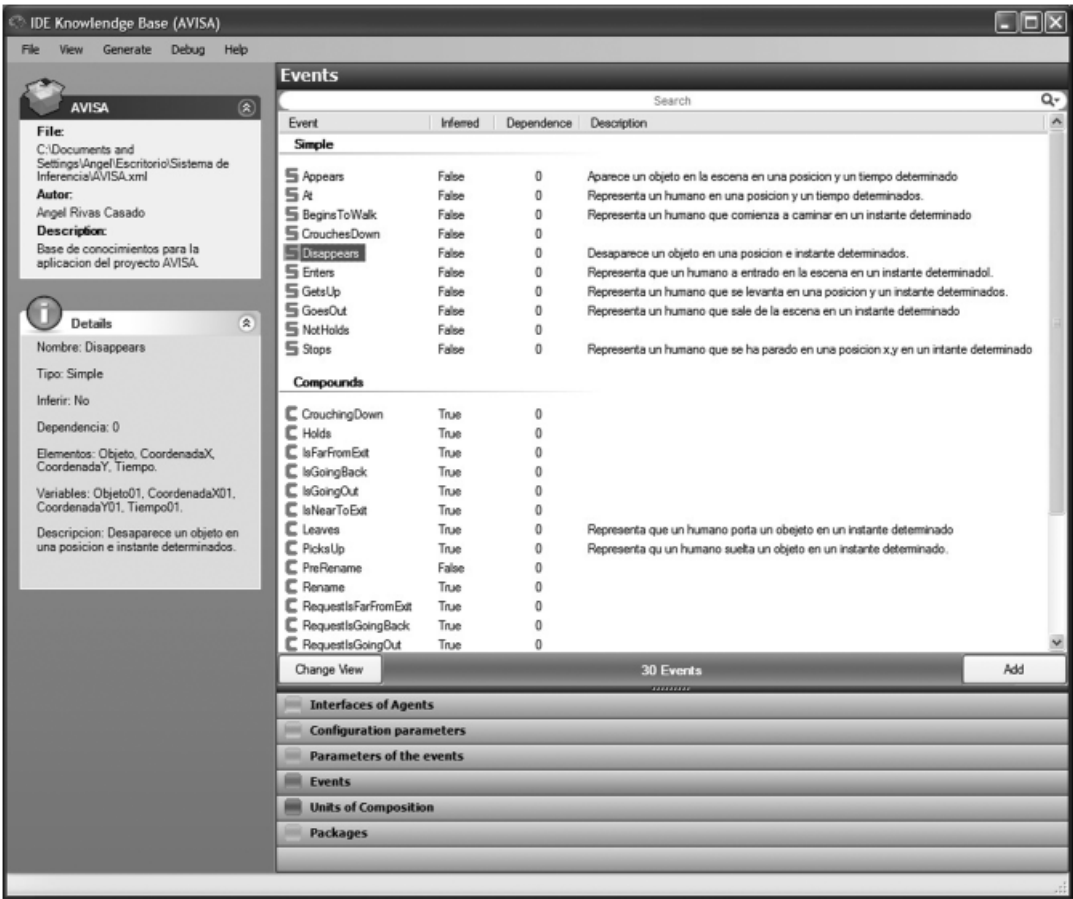 IDE Knowlendge Base (AVISA)
File View Generate Debug Help
AVISA
File:
C:\Documents and
Settings\Angel\Escritorio\Sistema de
Inferencia\AVISA.xml
Autor:
Angel Rivas Casado
Description:
Base de conocimientos para la
aplicacion del proyecto AVISA.
Details
Nombre: Disappears
Tipo: Simple
Inferir: No
Dependencia: 0
Elementos: Objeto, CoordenadaX,
CoordenadaY, Tiempo.
Variables: Objeto01, CoordenadaX01,
CoordenadaY01, Tiempo01.
Descripcion: Desaparece un objeto en
una posicion e instante determinados.
Events
Search
Event Inferred Dependence Description
Simple
S Appears False 0 Aparece un objeto en la escena en una posicion y un tiempo determinado
S At False 0 Representa un humano en una posicion y un tiempo determinados.
S BeginsToWalk False 0 Representa un humano que comienza a caminar en un instante determinado
S CrouchesDown False 0
S Disappears False 0 Desaparece un objeto en una posicion e instante determinados.
S Enters False 0 Representa que un humano a entrado en la escena en un instante determinadol.
S GetsUp False 0 Representa un humano que se levanta en una posicion y un instante determinados.
S GoesOut False 0 Representa un humano que sale de la escena en un instante determinado
S NotHolds False 0
S Stops False 0 Representa un humano que se ha parado en una posicion x,y en un intante determinado
Compounds
C CrouchingDown True 0
C Holds True 0
C IsFarFromExit True 0
C IsGoingBack True 0
C IsGoingOut True 0
C IsNearToExit True 0
C Leaves True 0 Representa que un humano porta un obejeto en un instante determinado
C PicksUp True 0 Representa qu un humano suelta un objeto en un instante determinado.
C PreRename False 0
C Rename True 0
C RequestIsFarFromExit True 0
C RequestIsGoingBack True 0
C RequestIsGoingOut True 0
Change View 30 Events Add
Interfaces of Agents
Configuration parameters
Parameters of the events
Events
Units of Composition
Packages